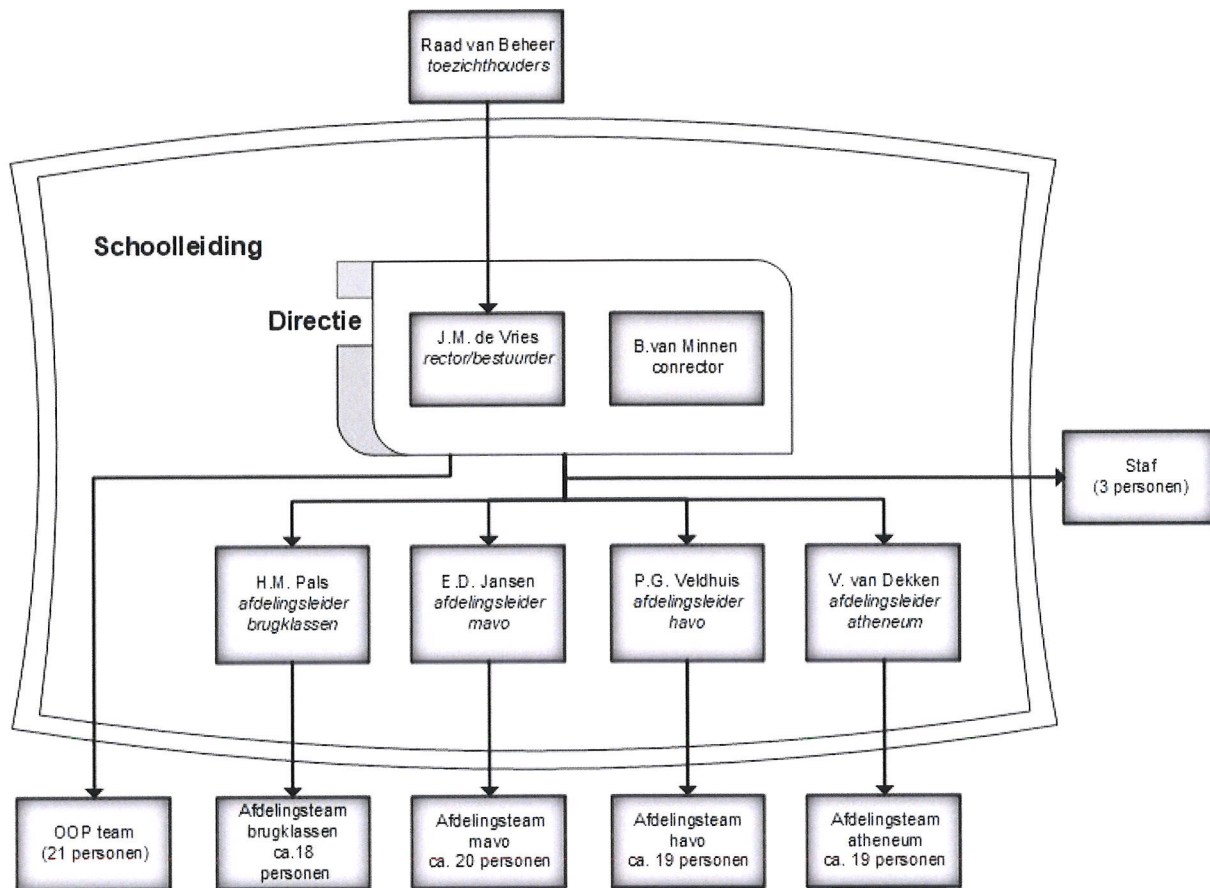 Raad van Beheer
toezichthouders
Schoolleiding
Directie
J.M. de Vries
rector/bestuurder
B.van Minnen
conrector
Staf
(3 personen)
H.M. Pals
afdelingsleider
brugklassen
E.D. Jansen
afdelingsleider
mavo
P.G. Veldhuis
afdelingsleider
havo
V. van Dekken
afdelingsleider
atheneum
OOP team
(21 personen)
Afdelingsteam
brugklassen
ca.18
personen
Afdelingsteam
mavo
ca. 20 personen
Afdelingsteam
havo
ca. 19 personen
Afdelingsteam
atheneum
ca. 19 personen